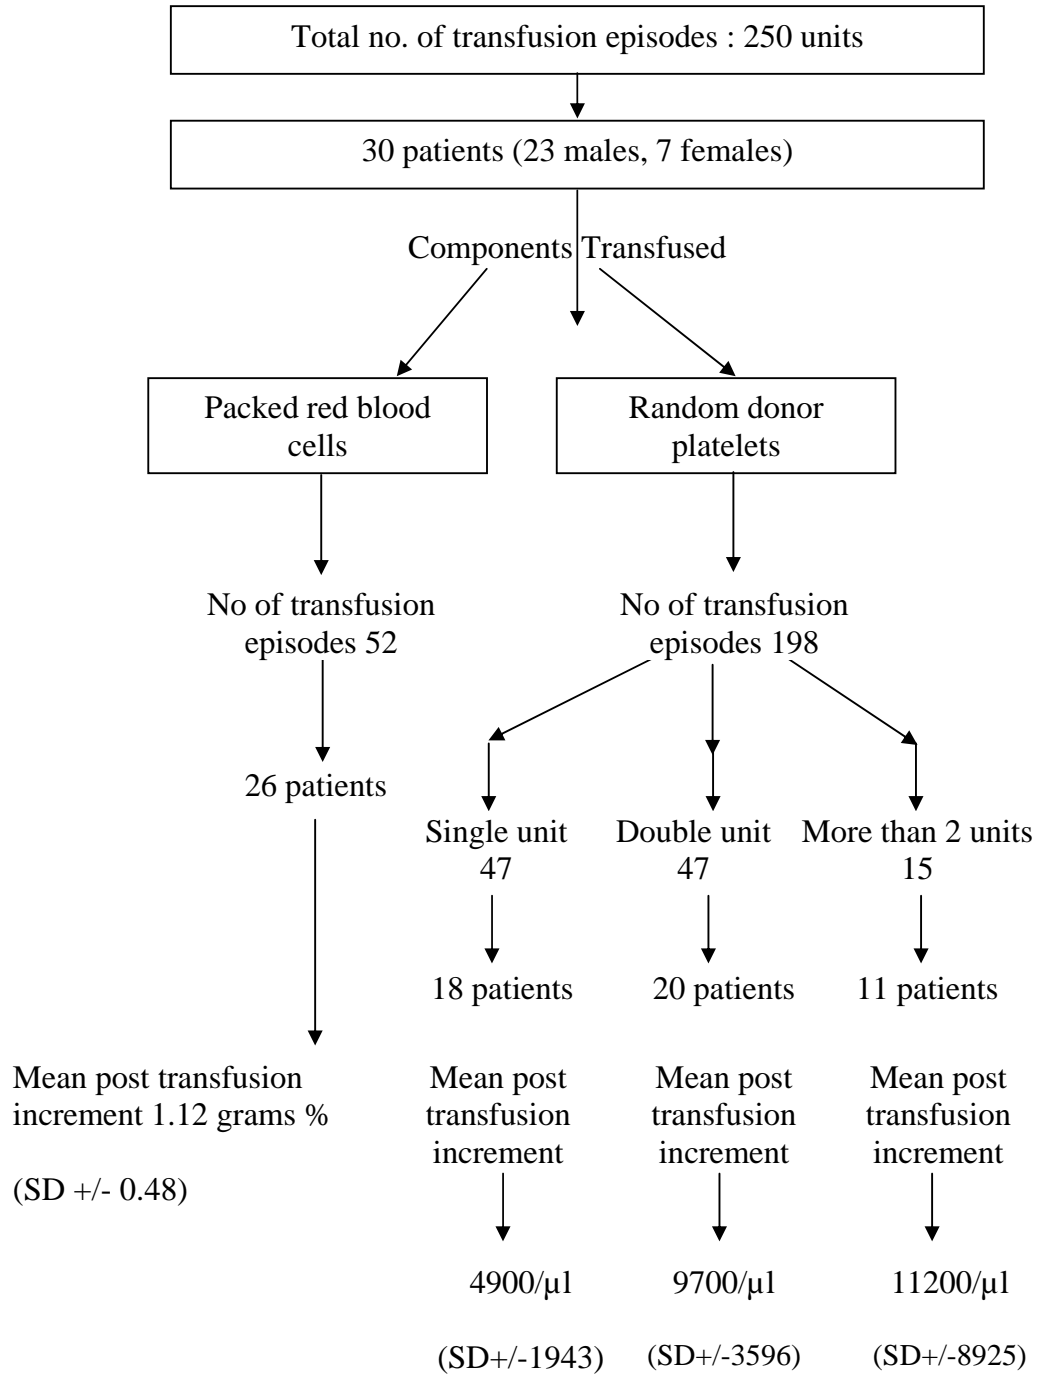 Total no. of transfusion episodes : 250 units
30 patients (23 males, 7 females)
Components Transfused
Packed red blood
cells
Random donor
platelets
No of transfusion
episodes 52
No of transfusion
episodes 198
26 patients
Single unit
47
Double unit
47
More than 2 units
15
18 patients
20 patients
11 patients
Mean post transfusion
increment 1.12 grams %
(SD +/- 0.48)
Mean post
transfusion
increment
Mean post
transfusion
increment
Mean post
transfusion
increment
4900/µl
9700/µl
11200/µl
(SD+/-1943)
(SD+/-3596)
(SD+/-8925)